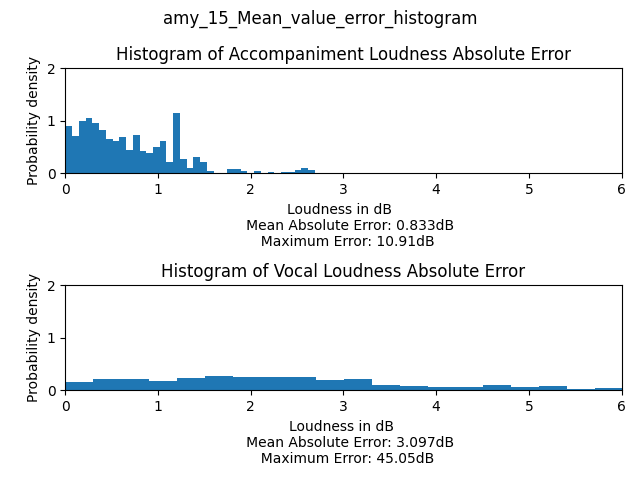 amy_15_Mean_value_error_histogram
Histogram of Accompaniment Loudness Absolute Error
Probability density
2
1
0
0 1 2 3 4 5 6
Loudness in dB
Mean Absolute Error: 0.833dB
Maximum Error: 10.91dB
Histogram of Vocal Loudness Absolute Error
Probability density
2
1
0
0 1 2 3 4 5 6
Loudness in dB
Mean Absolute Error: 3.097dB
Maximum Error: 45.05dB